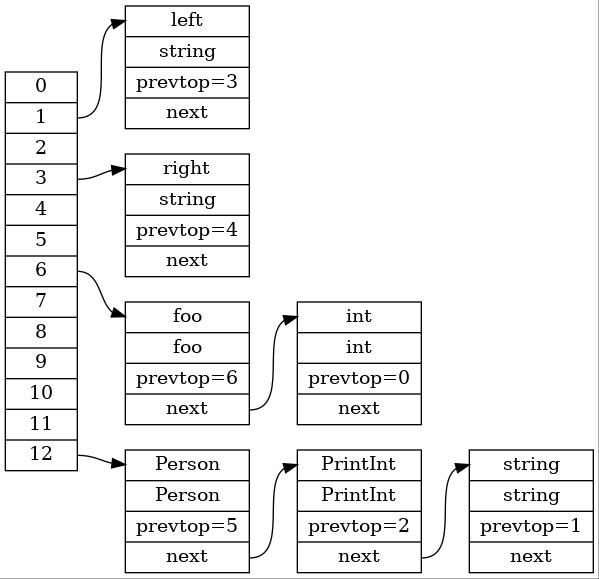 0
1
2
3
4
5
6
7
8
9
10
11
12
left
string
prevtop=3
next
right
string
prevtop=4
next
foo
foo
prevtop=6
next
int
int
prevtop=0
next
Person
Person
prevtop=5
next
PrintInt
PrintInt
prevtop=2
next
string
string
prevtop=1
next